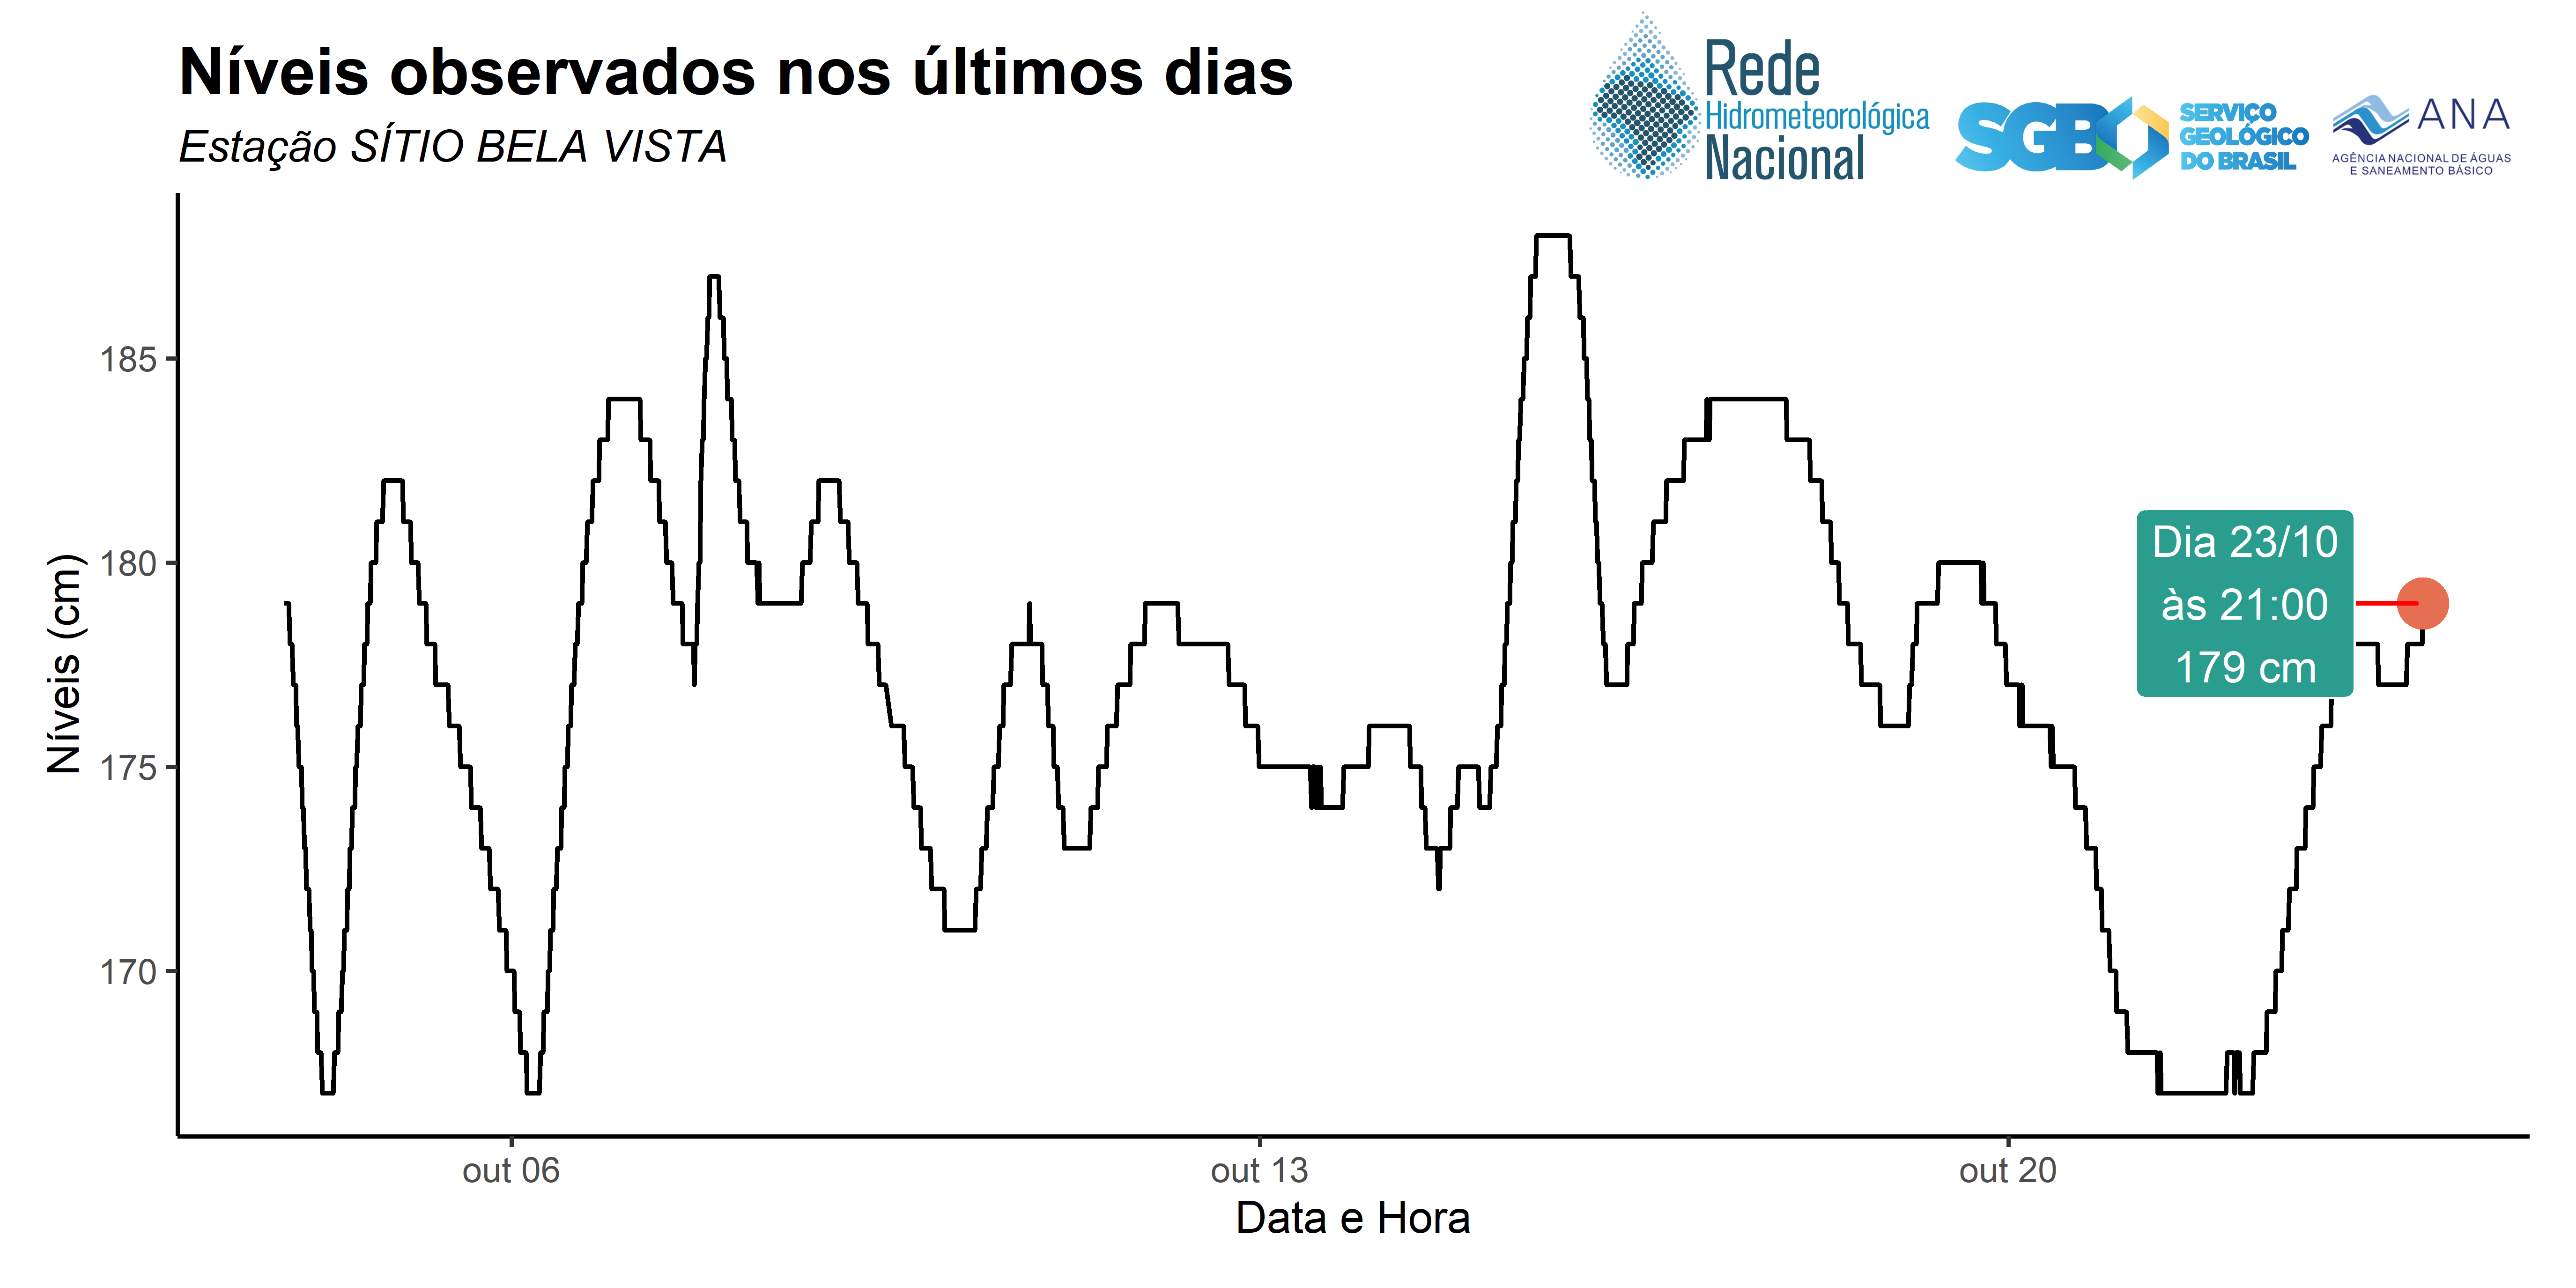 Níveis observados nos últimos dias
Estação SÍTIO BELA VISTA
Rede
Hidrometeorológica
Nacional
SGB
SERVIÇO
GEOLÓGICO
DO BRASIL
ANA
AGÊNCIA NACIONAL DE ÁGUAS
E SANEAMENTO BÁSICO
Níveis (cm)
185
180
175
170
Dia 23/10
às 21:00
179 cm
out 06
out 13
out 20
Data e Hora